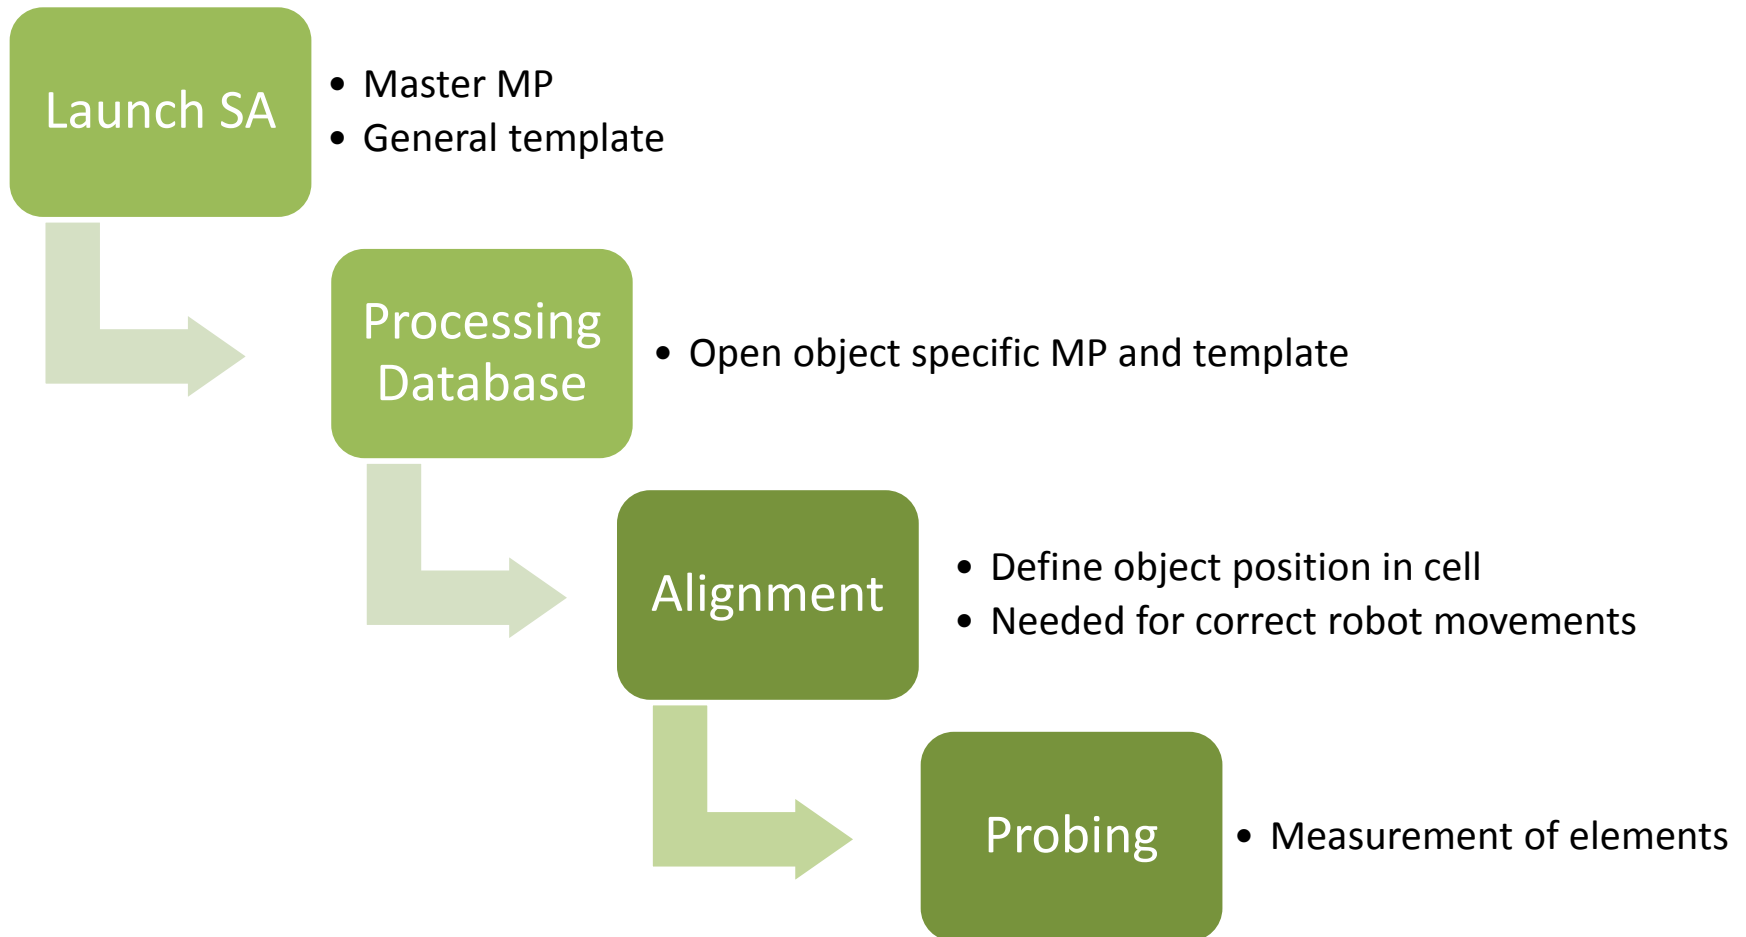 Launch SA
• Master MP
• General template
Processing
Database
• Open object specific MP and template
Alignment
• Define object position in cell
• Needed for correct robot movements
Probing
• Measurement of elements